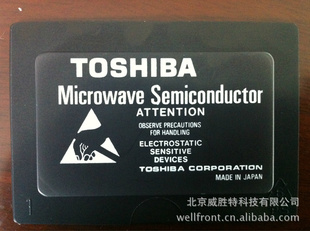 TOSHIBA
Microwave Semiconductor
ATTENTION
OBSERVE PRECAUTIONS
FOR HANDLING
ELECTROSTATIC
SENSITIVE
DEVICES
TOSHIBA CORPORATION
MADE IN JAPAN
北京威胜特科技有限公司
wellfront.cn.alibaba.com